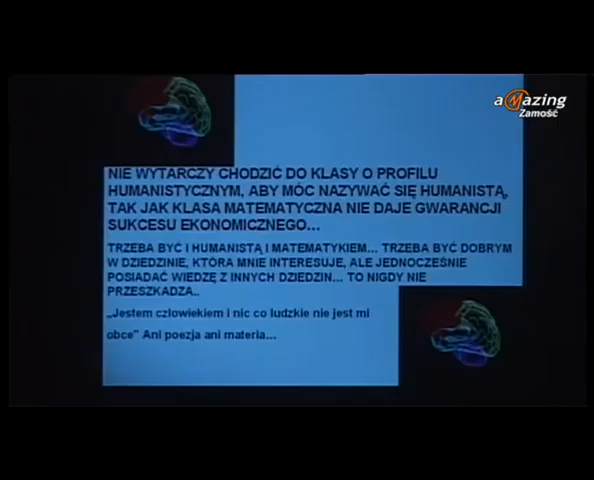 aMazing
Zamość
NIE WYTARCZY CHODZIĆ DO KLASY O PROFILU
HUMANISTYCZNYM, ABY MÓC NAZYWAĆ SIĘ HUMANISTĄ,
TAK JAK KLASA MATEMATYCZNA NIE DAJE GWARANCJI
SUKCESU EKONOMICZNEGO...
TRZEBA BYĆ I HUMANISTĄ I MATEMATYKIEM... TRZEBA BYĆ DOBRYM
W DZIEDZINIE, KTÓRA MNIE INTERESUJE, ALE JEDNOCZEŚNIE
POSIADAĆ WIEDZĘ Z INNYCH DZIEDZIN... TO NIGDY NIE
PRZESZKADZA..
„Jestem człowiekiem i nic co ludzkie nie jest mi
obce" Ani poezja ani materia...